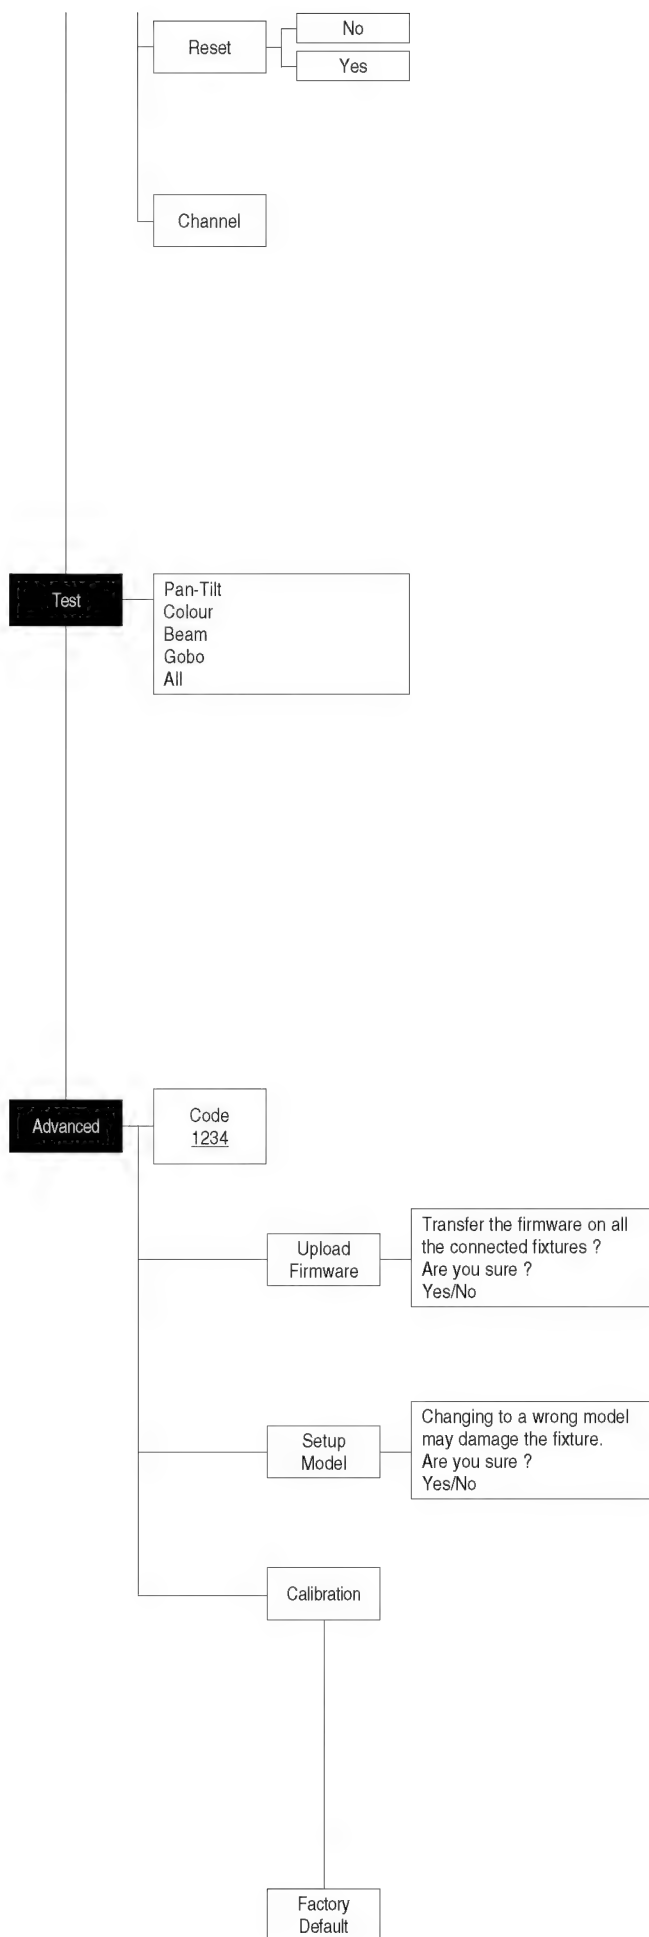 Reset
No
Yes
Channel
Test
Pan-Tilt
Colour
Beam
Gobo
All
Advanced
Code
1234
Upload
Firmware
Transfer the firmware on all
the connected fixtures ?
Are you sure ?
Yes/No
Setup
Model
Changing to a wrong model
may damage the fixture.
Are you sure ?
Yes/No
Calibration
Factory
Default